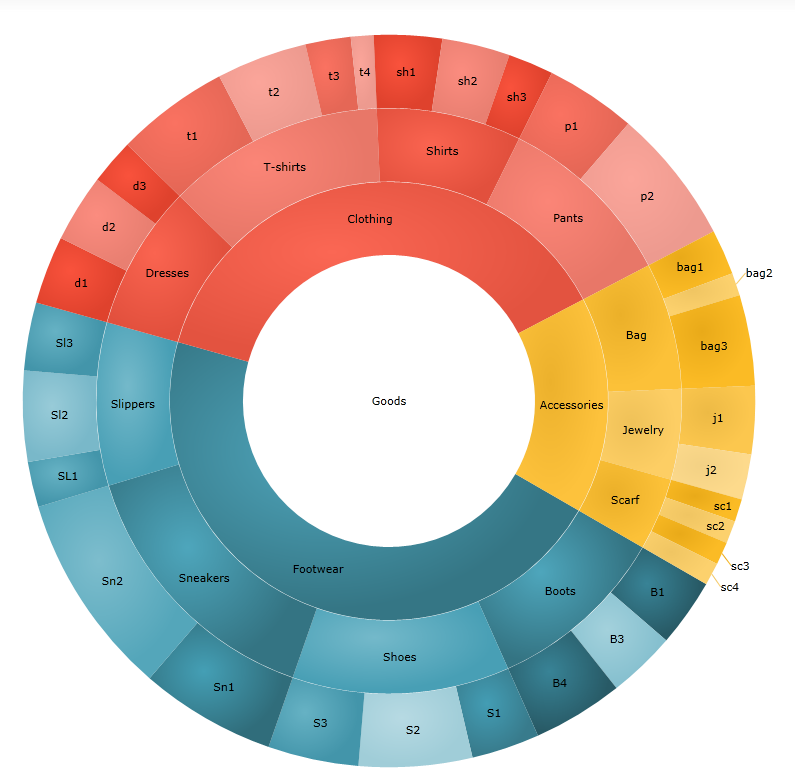 t4
sh1
t3
sh2
t2
sh3
p1
t1
Shirts
T-shirts
d3
p2
Clothing
Pants
d2
bag1
Dresses
bag2
d1
Bag
Sl3
bag3
Goods
Slippers
Accessories
Sl2
j1
Jewelry
j2
SL1
Scarf
sc1
sc2
sc3
Footwear
Sneakers
Sn2
sc4
Boots
B1
B3
Shoes
B4
Sn1
S1
S3
S2